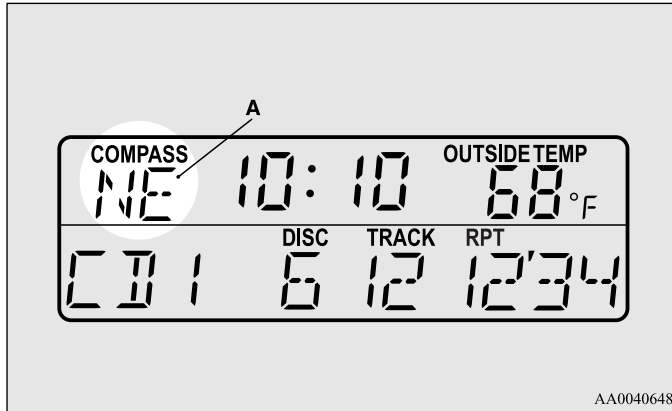 A
COMPASS OUTSIDE TEMP
NE 10:10 68°F
DISC TRACK RPT
CD1 6 12 12'34
AA0040648